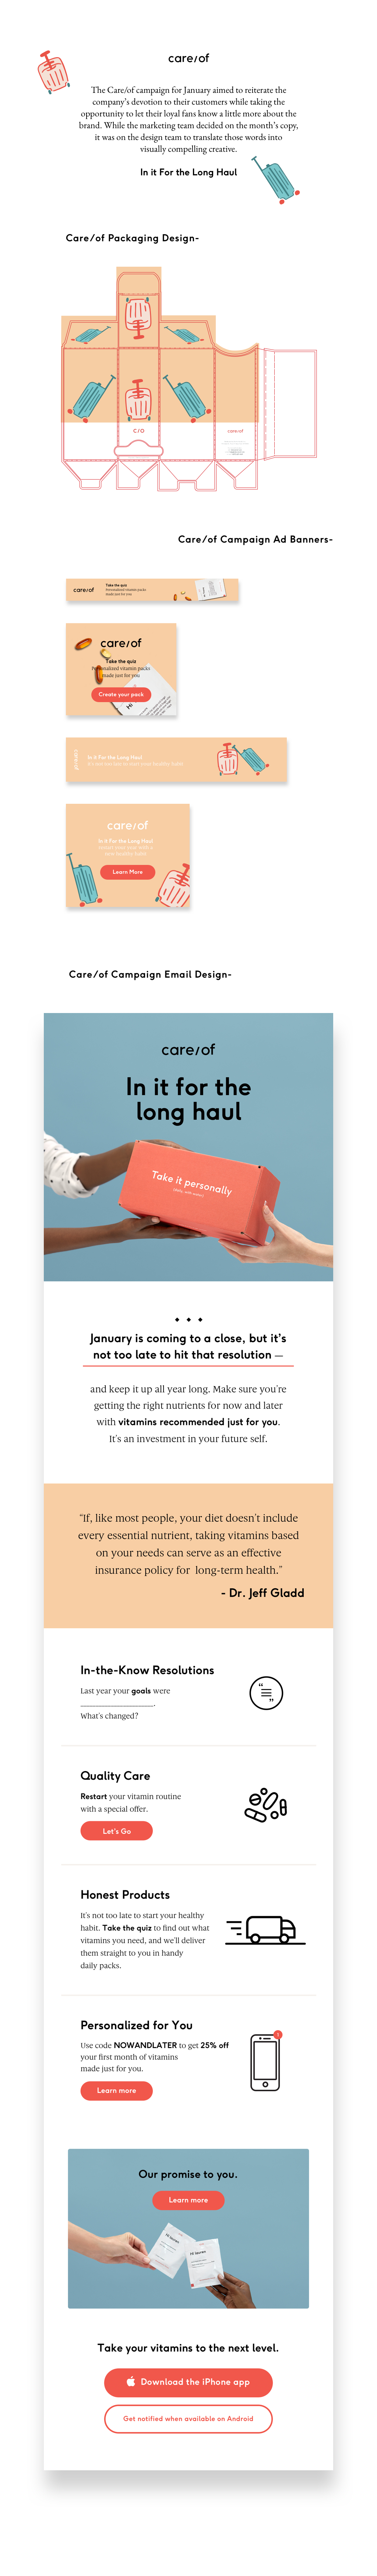 care/of
The Care/of campaign for January aimed to reiterate the
company's devotion to their customers while taking the
opportunity to let their loyal fans know a little more about the
brand. While the marketing team decided on the month's copy,
it was on the design team to translate those words into
visually compelling creative.
In it For the Long Haul
Care/of Packaging Design-
c/o
care/of
Care/of Campaign Ad Banners-
care/of
Take the quiz
Personalized vitamin packs
made just for you
care/of
Take the quiz
Personalized vitamin packs
made just for you
Create your pack
care/of
In It For the Long Haul
care/of
In It For the Long Haul
Learn More
Care/of Campaign Email Design-
care/of
In it for the
long haul
Take it personally
January is coming to a close, but it's
not too late to hit that resolution —
and keep it up all year long. Make sure you're
getting the right nutrients for now and later
with vitamins recommended just for you.
It's an investment in your future self.
"If, like most people, your diet doesn't include
every essential nutrient, taking vitamins based
on your needs can serve as an effective
insurance policy for long-term health."
- Dr. Jeff Gladd
In-the-Know Resolutions
Last year your goals were
____________________.
What's changed?
Quality Care
Restart your vitamin routine
with a special offer.
Let's Go
Honest Products
It's not too late to start your healthy
habit. Take the quiz to find out what
vitamins you need, and we'll deliver
them straight to you in handy
daily packs.
Personalized for You
Use code NOWANDLATER to get 25% off
your first month of vitamins
made just for you.
Learn more
Our promise to you.
Learn more
Take your vitamins to the next level.
Download the iPhone app
Get notified when available on Android